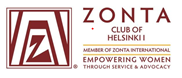 ZONTA
CLUB OF
HELSINKI I
MEMBER OF ZONTA INTERNATIONAL
EMPOWERING WOMEN
THROUGH SERVICE & ADVOCACY